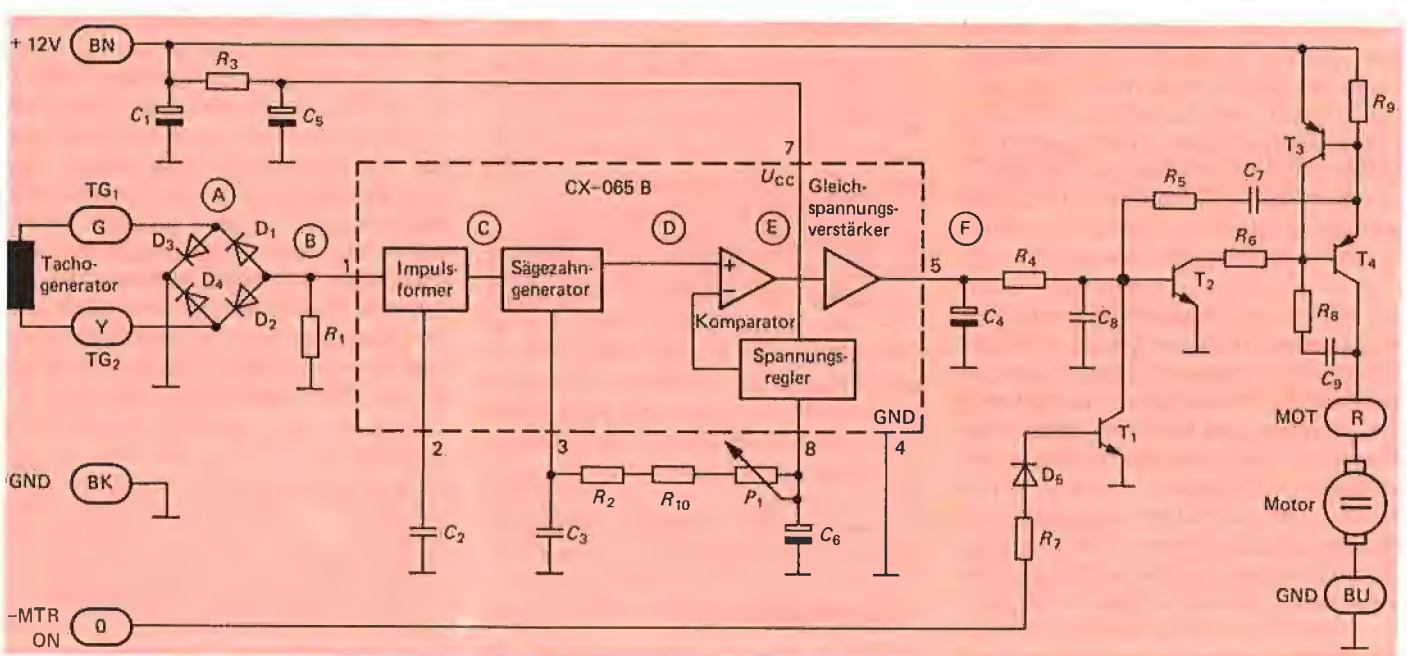 + 12V BN
R3
C1
C5
R9
T3
7
UCC
CX-065 B
Gleich-
spannungs-
verstärker
TG1
G
A
D3
D1
B
C
D
E
F
R5
C7
Tacho-
generator
D4
D2
1
Impuls-
former
Sägezahn-
generator
+
−
Komparator
5
R4
R6
T2
T4
Y
TG2
R1
C4
C8
R8
C9
Spannungs-
regler
GND
2
3
8
4
T1
MOT R
GND BK
R2
R10
P1
D5
Motor
C2
C3
C6
R7
GND BU
-MTR
ON
0